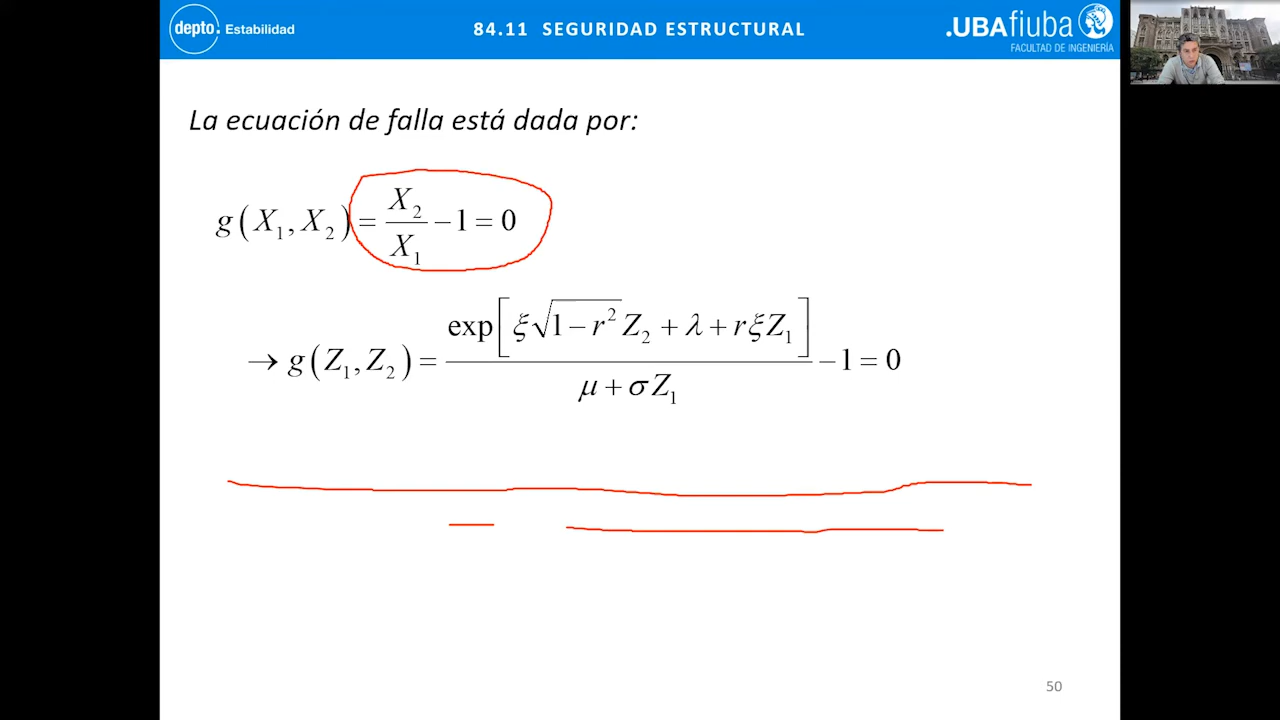 depto. Estabilidad
84.11 SEGURIDAD ESTRUCTURAL
.UBAfiuba
FACULTAD DE INGENIERÍA
La ecuación de falla está dada por:
g(X₁, X₂) = X₂/X₁ − 1 = 0
→ g(Z₁, Z₂) = exp[ξ√(1 − r²) Z₂ + λ + rξZ₁]/(μ + σZ₁) − 1 = 0
50